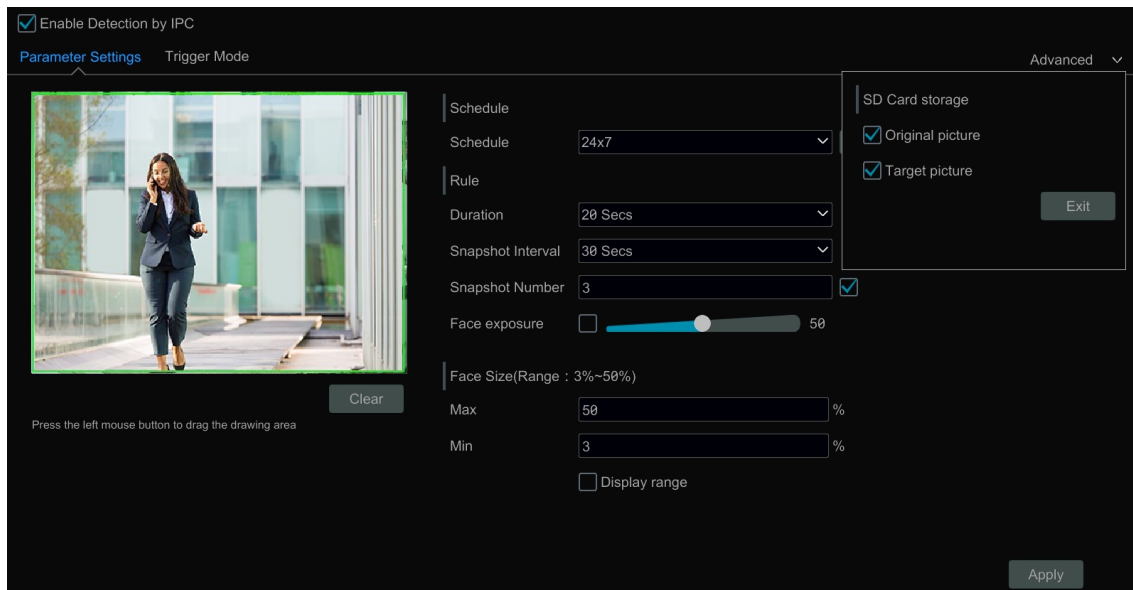 Enable Detection by IPC
Parameter Settings Trigger Mode Advanced
SD Card storage
Original picture
Target picture
Exit
Schedule
Schedule 24x7
Rule
Duration 20 Secs
Snapshot Interval 30 Secs
Snapshot Number 3
Face exposure 50
Face Size(Range : 3%~50%)
Max 50 %
Min 3 %
Display range
Clear
Press the left mouse button to drag the drawing area
Apply